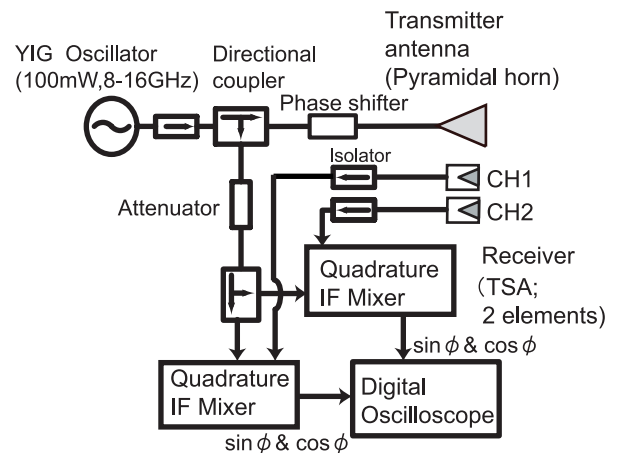 YIG Oscillator
(100mW,8-16GHz)
Directional
coupler
Transmitter
antenna
(Pyramidal horn)
Phase shifter
Isolator
CH1
CH2
Attenuator
Quadrature
IF Mixer
Receiver
(TSA;
2 elements)
sin ϕ & cos ϕ
Quadrature
IF Mixer
Digital
Oscilloscope
sin ϕ & cos ϕ